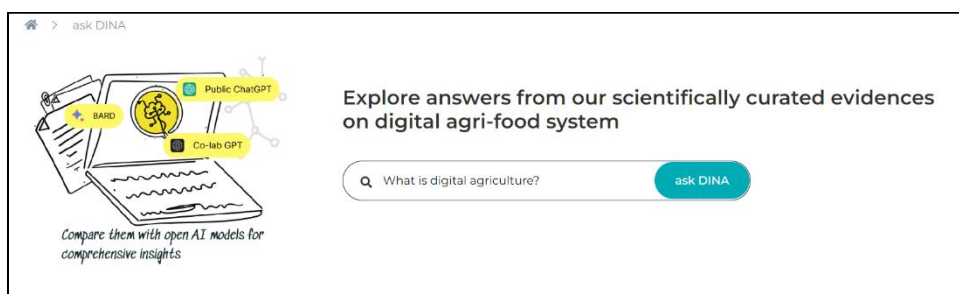 > ask DINA
Public ChatGPT
BARD
Co-lab GPT
Compare them with open AI models for
comprehensive insights
Explore answers from our scientifically curated evidences
on digital agri-food system
What is digital agriculture?
ask DINA